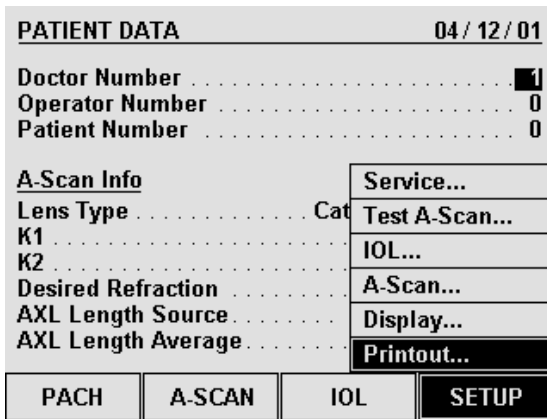 PATIENT DATA 04/12/01
Doctor Number . . . . . . . . . . . . . . . . . . . . . . . 1
Operator Number . . . . . . . . . . . . . . . . . . . . . 0
Patient Number . . . . . . . . . . . . . . . . . . . . . . 0
A-Scan Info
Lens Type . . . . . . . . . . . . . Cat
K1 . . . . . . . . . . . . . . . . . . . . .
K2 . . . . . . . . . . . . . . . . . . . . .
Desired Refraction . . . . . . . .
AXL Length Source . . . . . . .
AXL Length Average . . . . . . .
Service...
Test A-Scan...
IOL...
A-Scan...
Display...
Printout...
PACH A-SCAN IOL SETUP